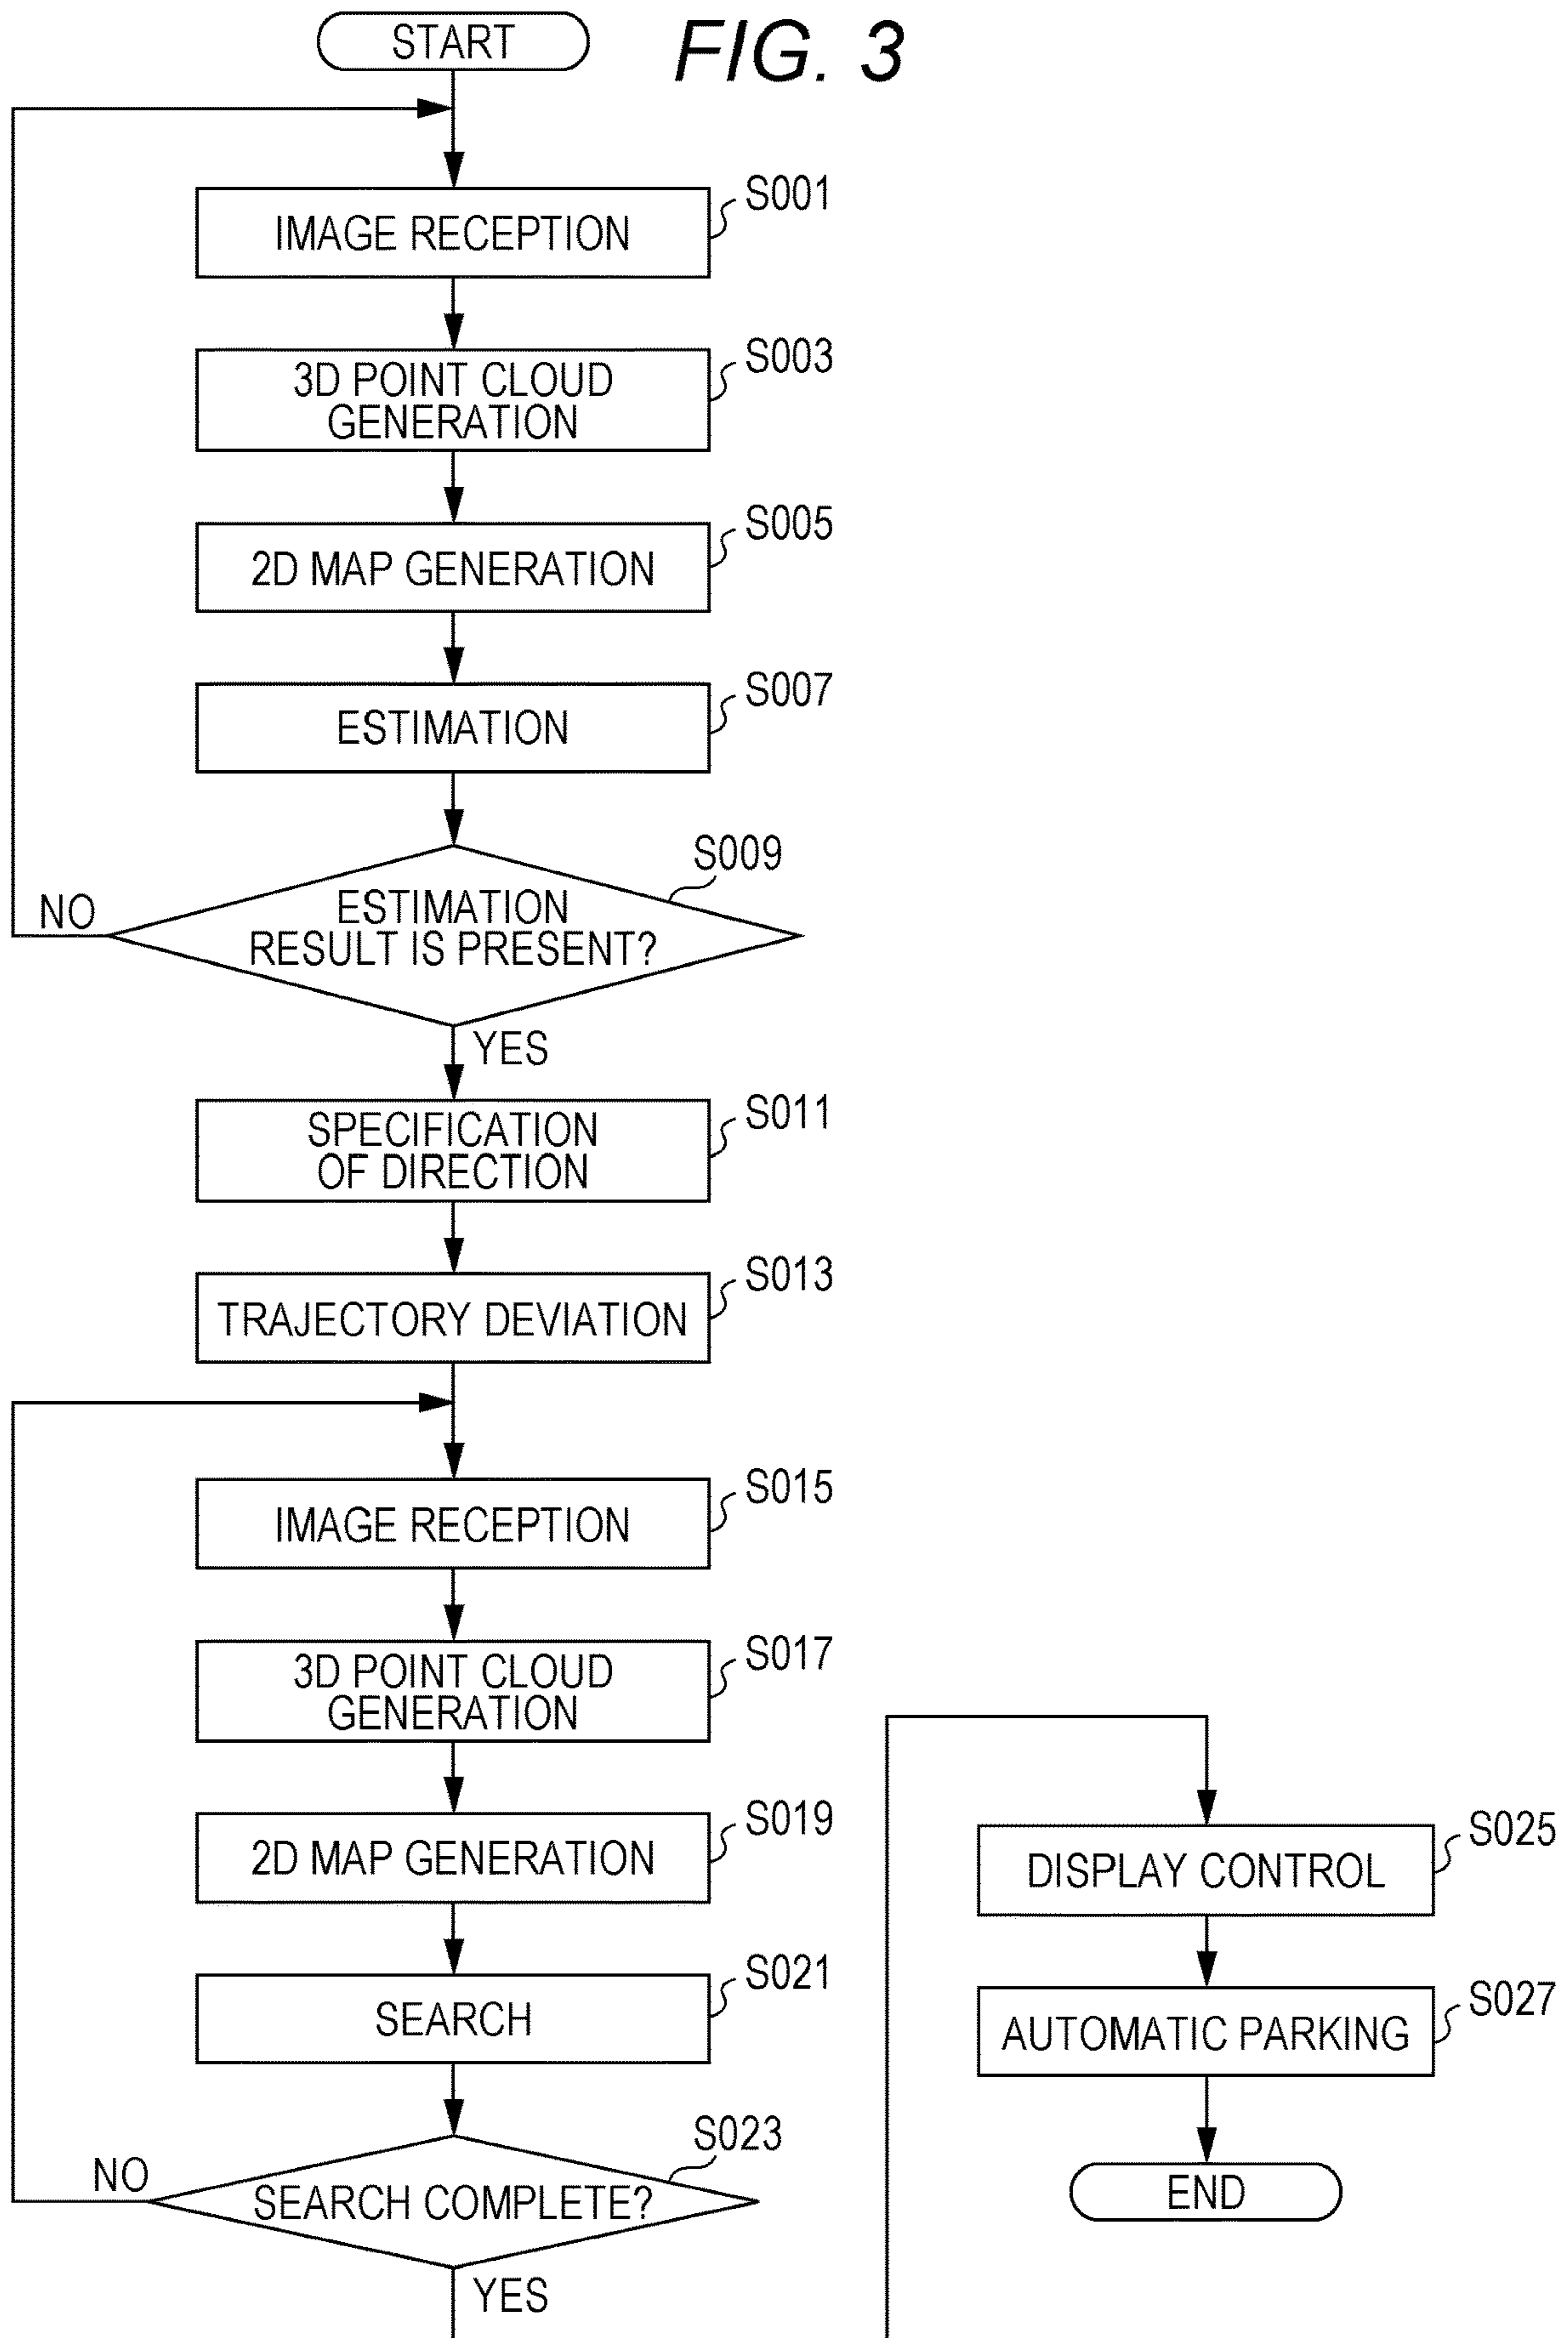 FIG. 3
START
IMAGE RECEPTION
S001
3D POINT CLOUD
GENERATION
S003
2D MAP GENERATION
S005
ESTIMATION
S007
ESTIMATION
RESULT IS PRESENT?
S009
NO
YES
SPECIFICATION
OF DIRECTION
S011
TRAJECTORY DEVIATION
S013
IMAGE RECEPTION
S015
3D POINT CLOUD
GENERATION
S017
2D MAP GENERATION
S019
SEARCH
S021
SEARCH COMPLETE?
S023
NO
YES
DISPLAY CONTROL
S025
AUTOMATIC PARKING
S027
END